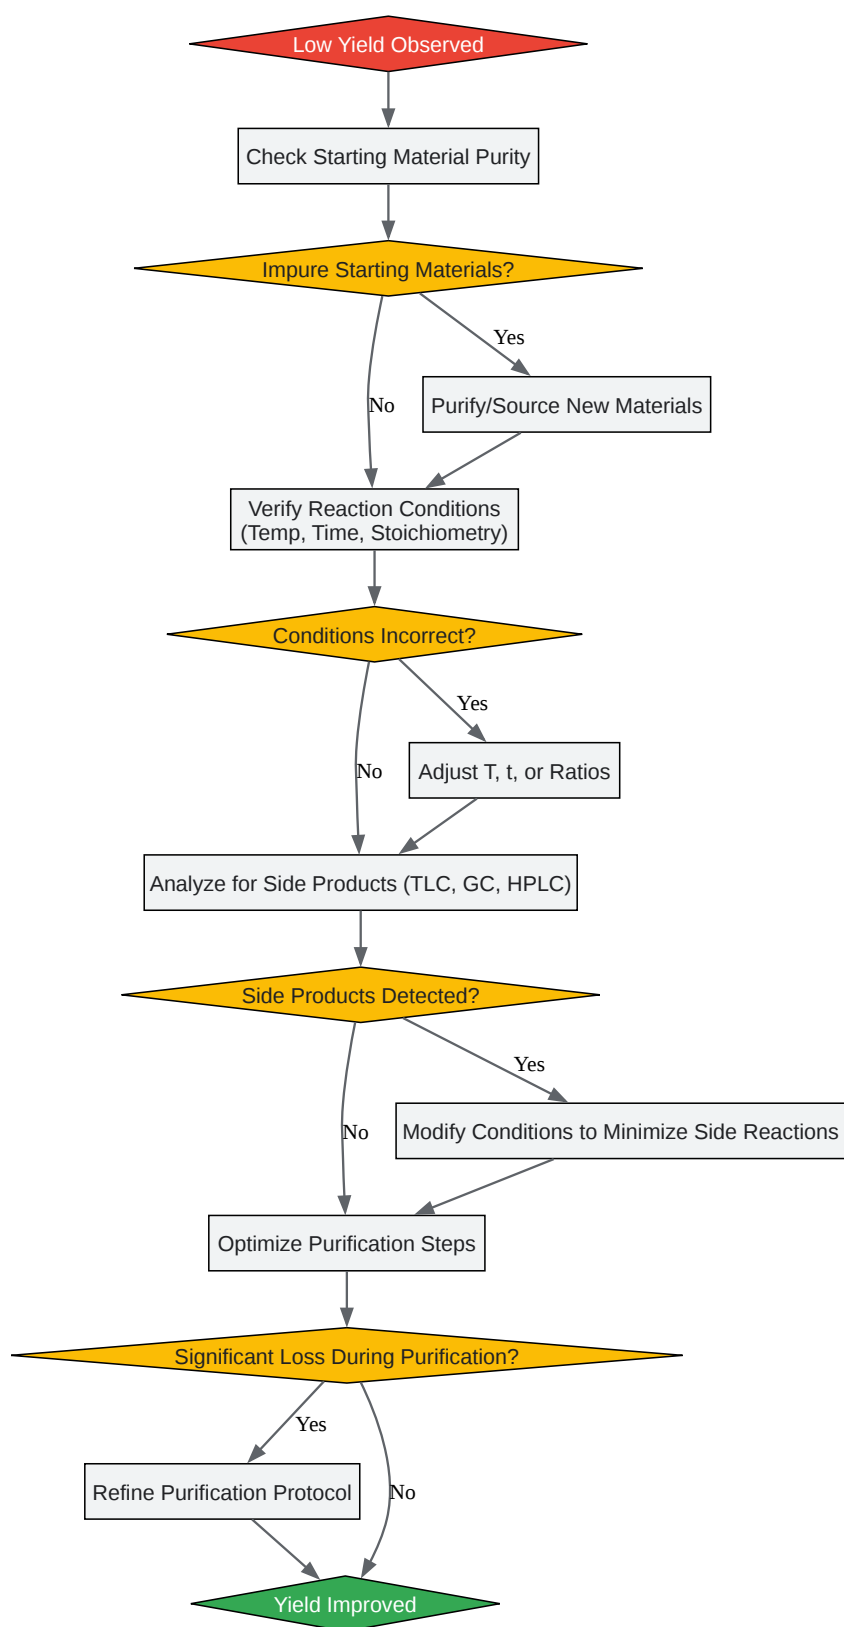 Low Yield Observed
Check Starting Material Purity
Impure Starting Materials?
Yes
No
Purify/Source New Materials
Verify Reaction Conditions
(Temp, Time, Stoichiometry)
Conditions Incorrect?
Yes
No
Adjust T, t, or Ratios
Analyze for Side Products (TLC, GC, HPLC)
Side Products Detected?
Yes
No
Modify Conditions to Minimize Side Reactions
Optimize Purification Steps
Significant Loss During Purification?
Yes
Refine Purification Protocol
No
Yield Improved